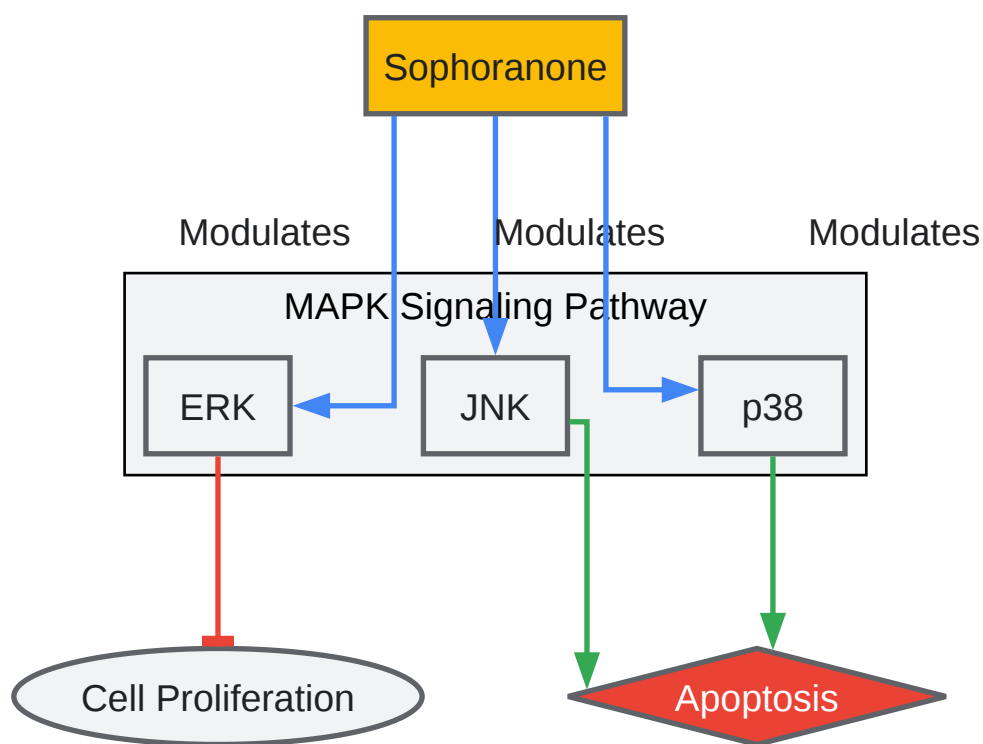 Sophoranone
Modulates
Modulates
Modulates
MAPK Signaling Pathway
ERK
JNK
p38
Cell Proliferation
Apoptosis